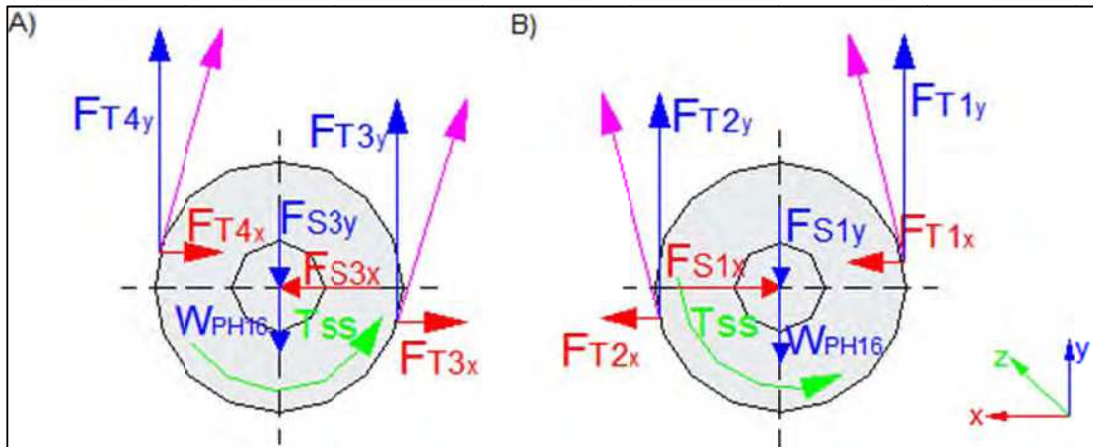 A)
FT4y
FT3y
FS3y
FT4x
FS3x
WPH16
Tss
FT3x
B)
FT2y
FT1y
FS1y
FT1x
FS1x
Tss
WPH16
FT2x
y
z
x